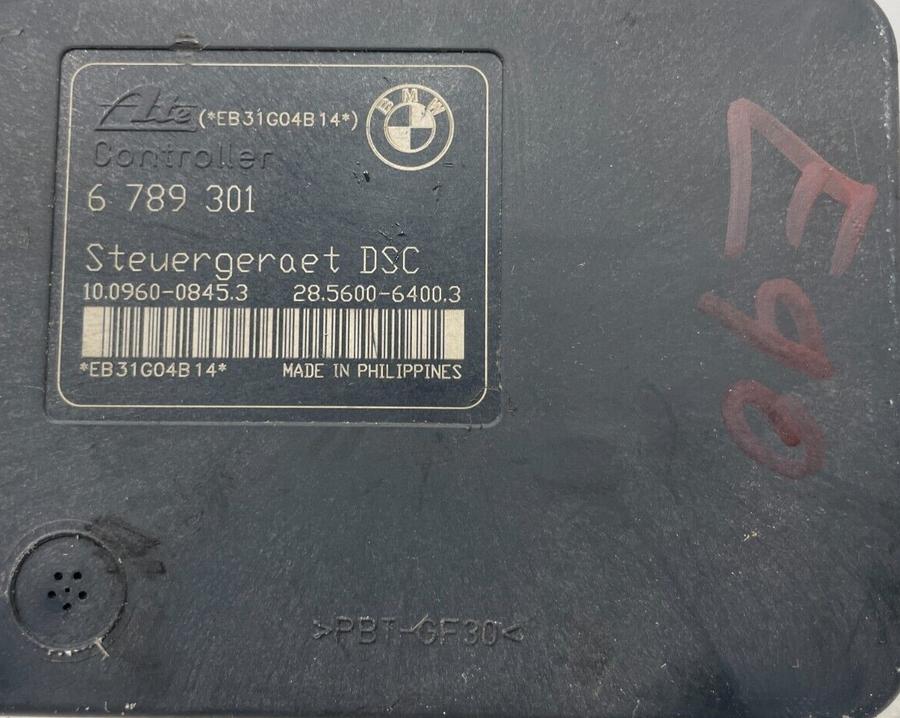 Ate (*EB31G04B14*)
BMW
Controller
6 789 301
Steuergeraet DSC
10.0960-0845.3 28.5600-6400.3
*EB31G04B14* MADE IN PHILIPPINES
>PBT-GF30<
E90